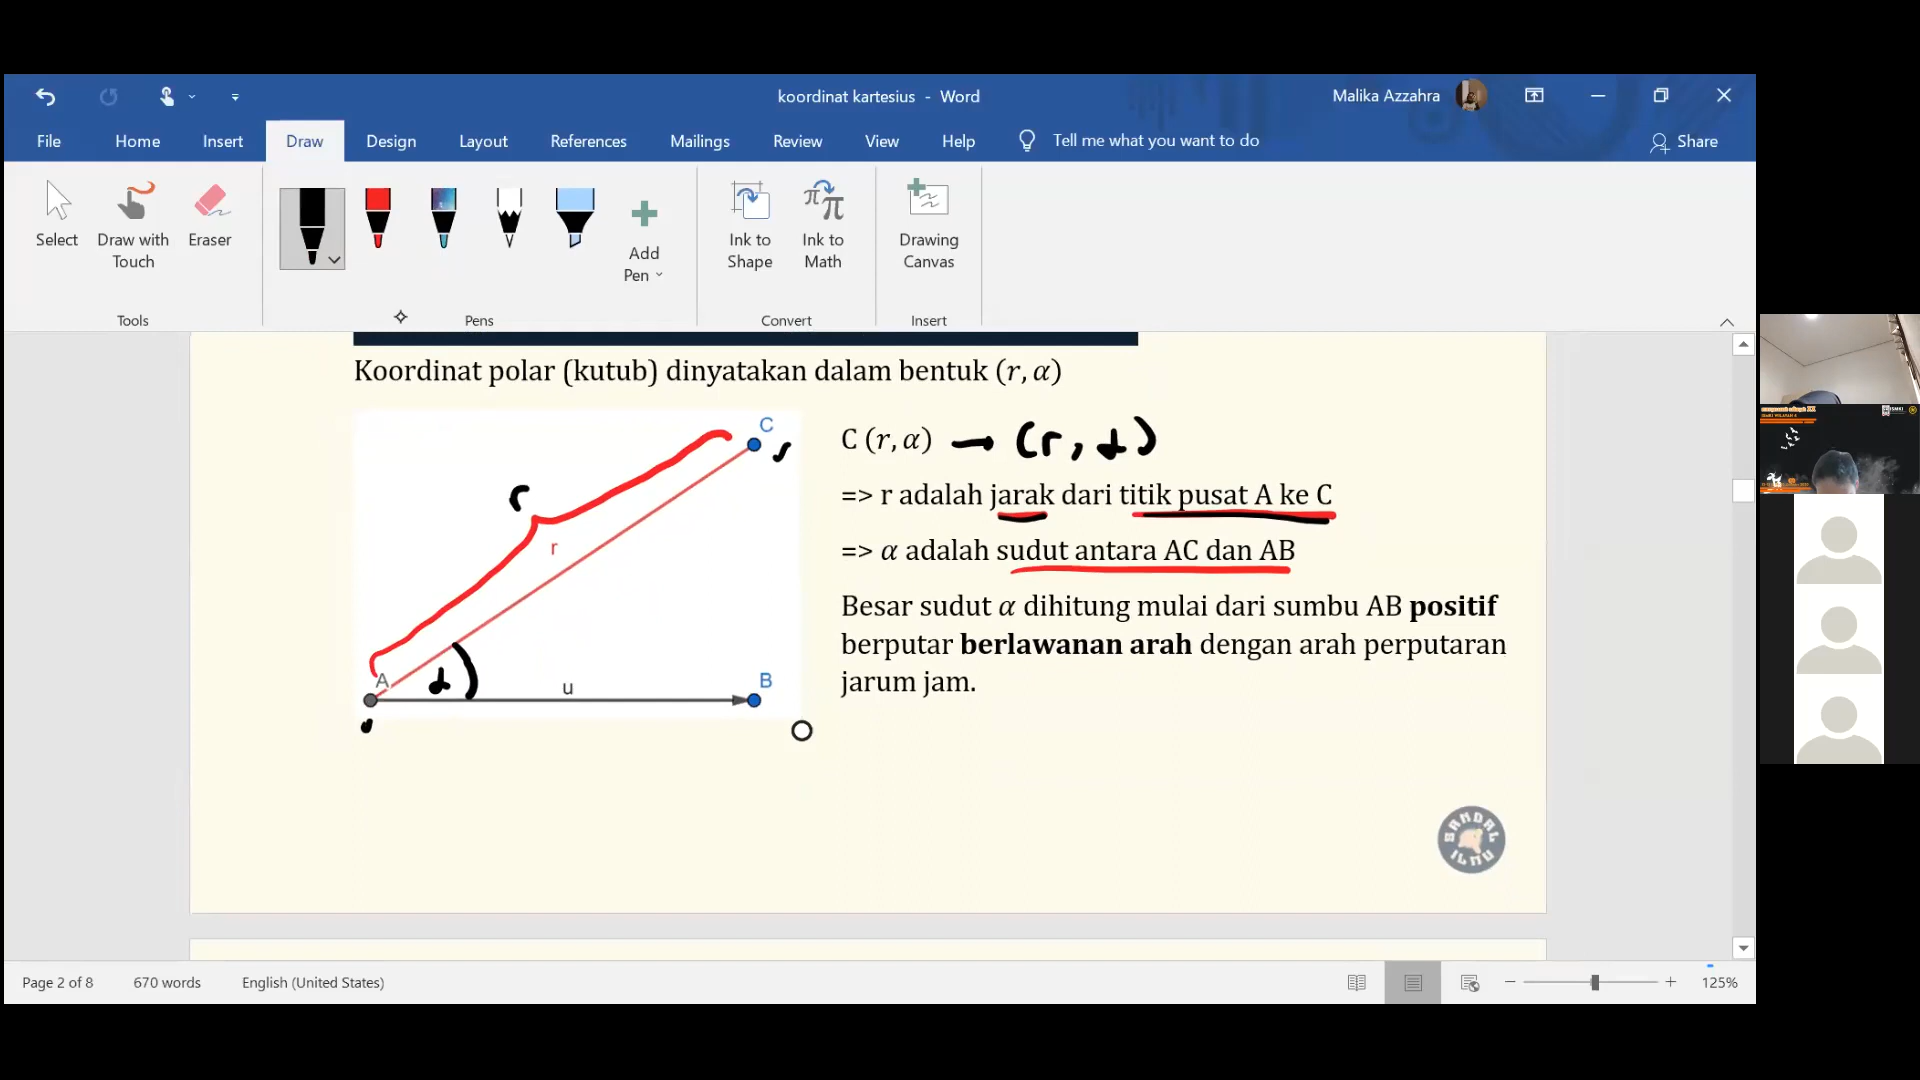 koordinat kartesius - Word
Malika Azzahra
File Home Insert Draw Design Layout References Mailings Review View Help Tell me what you want to do Share
Select
Draw with Touch
Eraser
Add Pen
Ink to Shape
Ink to Math
Drawing Canvas
Tools Pens Convert Insert
Koordinat polar (kutub) dinyatakan dalam bentuk (r, α)
C
r
r
A
α
u
B
C (r, α) → (r, α)
=> r adalah jarak dari titik pusat A ke C
=> α adalah sudut antara AC dan AB
Besar sudut α dihitung mulai dari sumbu AB positif
berputar berlawanan arah dengan arah perputaran
jarum jam.
SANDAL ILMU
Page 2 of 8 670 words English (United States) 125%